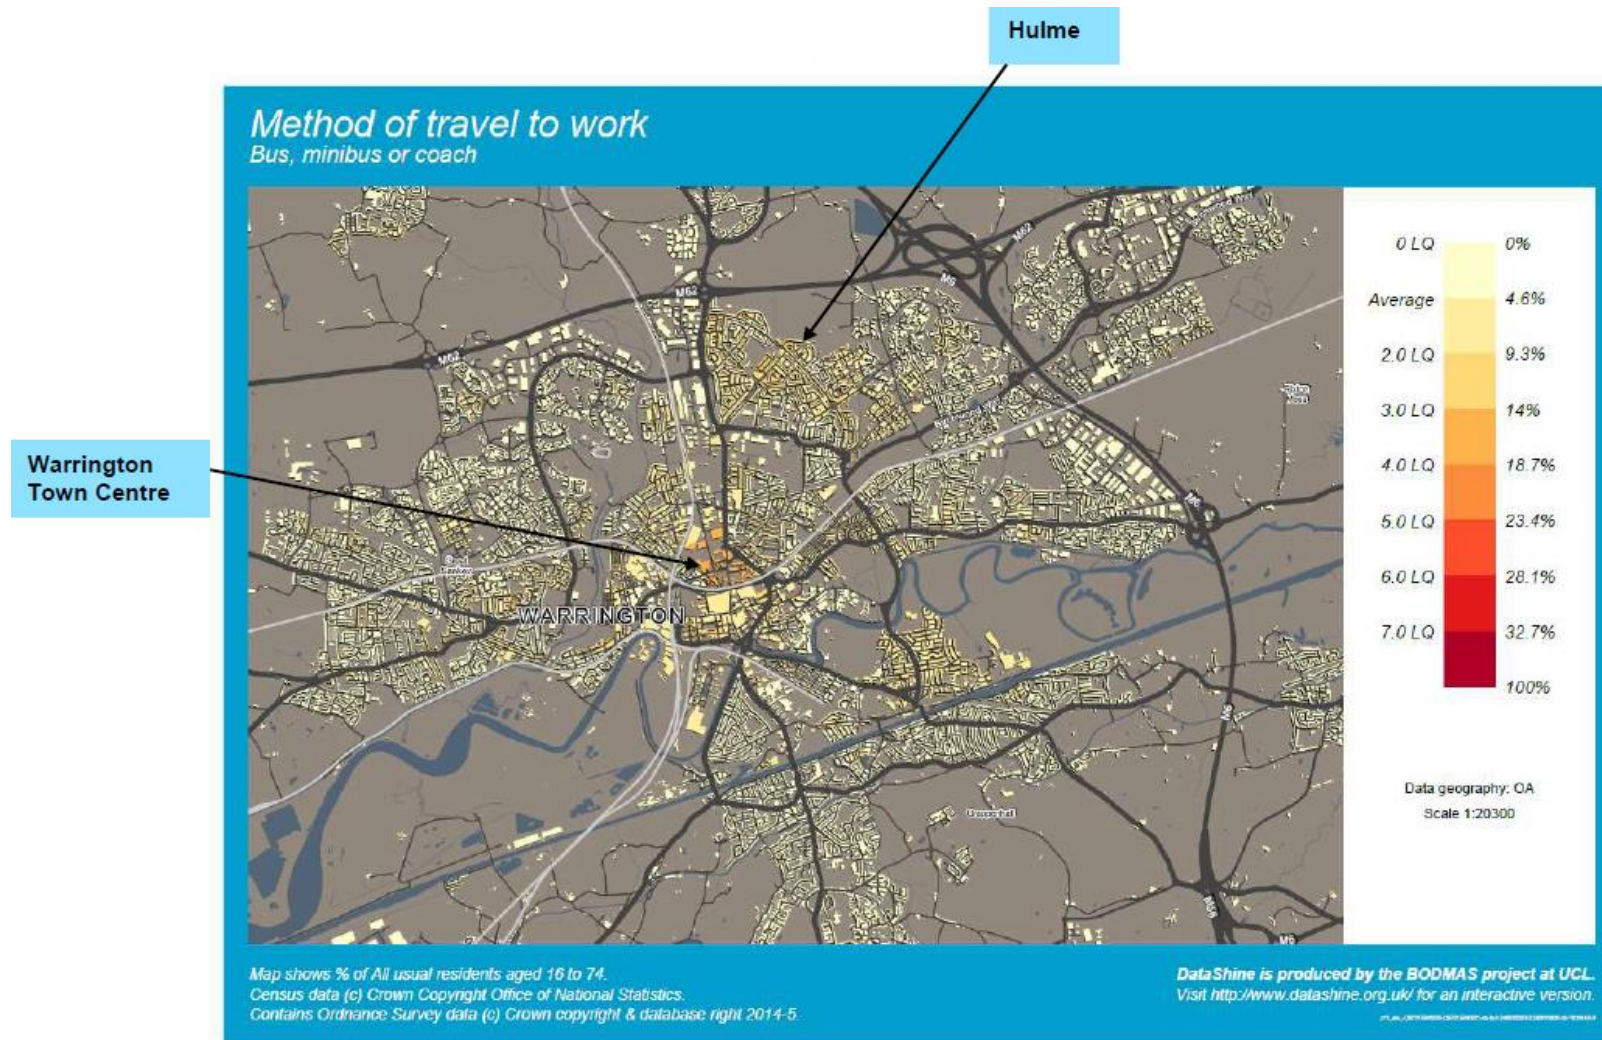 Hulme
Method of travel to work
Bus, minibus or coach
Warrington
Town Centre
M62
M62
M62
M6
M6
M6
M56
M6
WARRINGTON
0 LQ 0%
Average 4.6%
2.0 LQ 9.3%
3.0 LQ 14%
4.0 LQ 18.7%
5.0 LQ 23.4%
6.0 LQ 28.1%
7.0 LQ 32.7%
100%
Data geography: OA
Scale 1:20300
Map shows % of All usual residents aged 16 to 74.
Census data (c) Crown Copyright Office of National Statistics.
Contains Ordnance Survey data (c) Crown copyright & database right 2014-5.
DataShine is produced by the BODMAS project at UCL.
Visit http://www.datashine.org.uk/ for an interactive version.